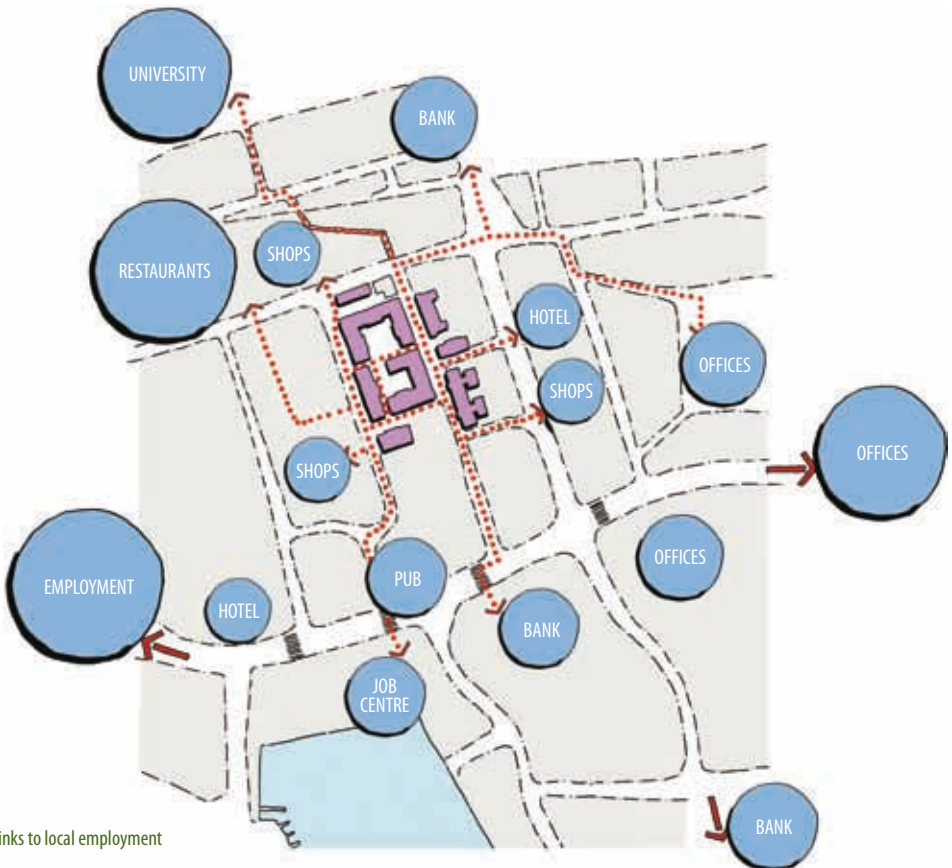 UNIVERSITY
BANK
RESTAURANTS
SHOPS
HOTEL
OFFICES
SHOPS
OFFICES
SHOPS
EMPLOYMENT
HOTEL
PUB
OFFICES
BANK
JOB
CENTRE
BANK
inks to local employment